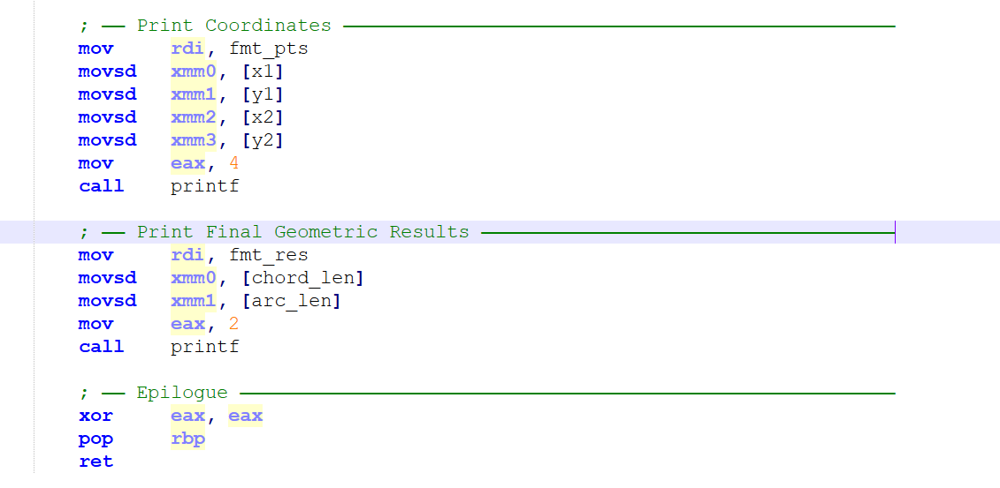 ; ── Print Coordinates ────────────────────────────────────────────────
mov     rdi, fmt_pts
movsd   xmm0, [x1]
movsd   xmm1, [y1]
movsd   xmm2, [x2]
movsd   xmm3, [y2]
mov     eax, 4
call    printf
; ── Print Final Geometric Results ────────────────────────────────────
mov     rdi, fmt_res
movsd   xmm0, [chord_len]
movsd   xmm1, [arc_len]
mov     eax, 2
call    printf
; ── Epilogue ─────────────────────────────────────────────────────────
xor     eax, eax
pop     rbp
ret